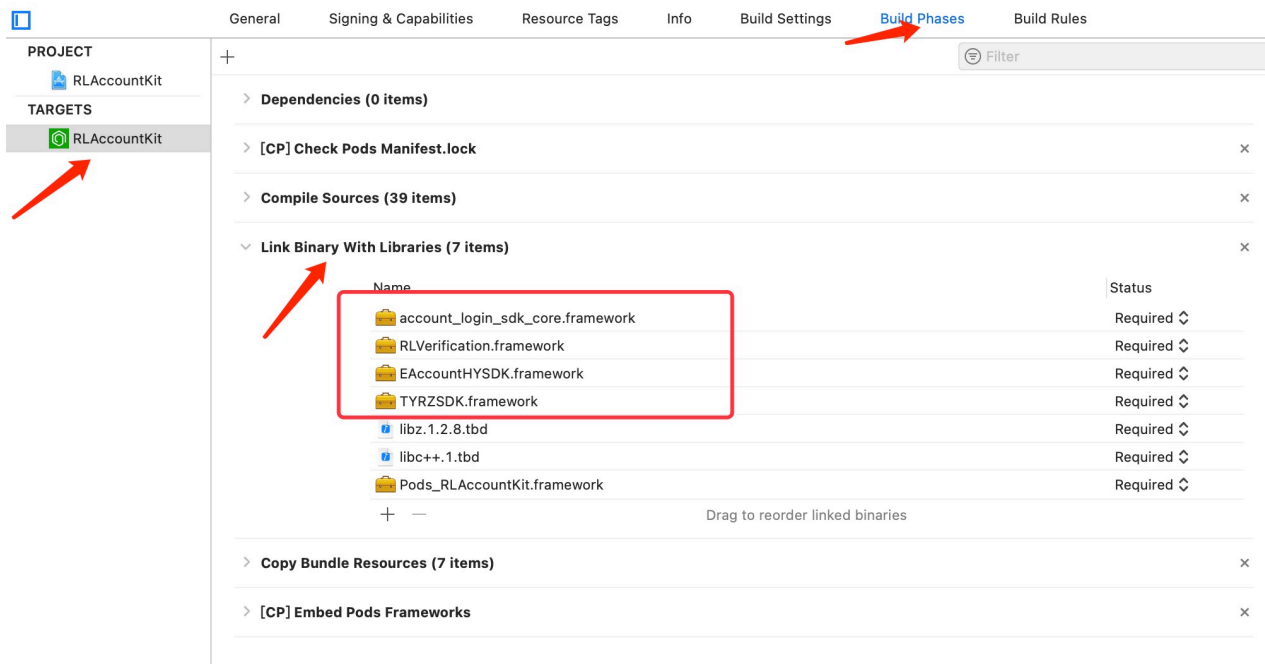 General Signing & Capabilities Resource Tags Info Build Settings Build Phases Build Rules
PROJECT
RLAccountKit
TARGETS
RLAccountKit
Filter
Dependencies (0 items)
[CP] Check Pods Manifest.lock
Compile Sources (39 items)
Link Binary With Libraries (7 items)
Name Status
account_login_sdk_core.framework Required
RLVerification.framework Required
EAccountHYSDK.framework Required
TYRZSDK.framework Required
libz.1.2.8.tbd Required
libc++.1.tbd Required
Pods_RLAccountKit.framework Required
Drag to reorder linked binaries
Copy Bundle Resources (7 items)
[CP] Embed Pods Frameworks